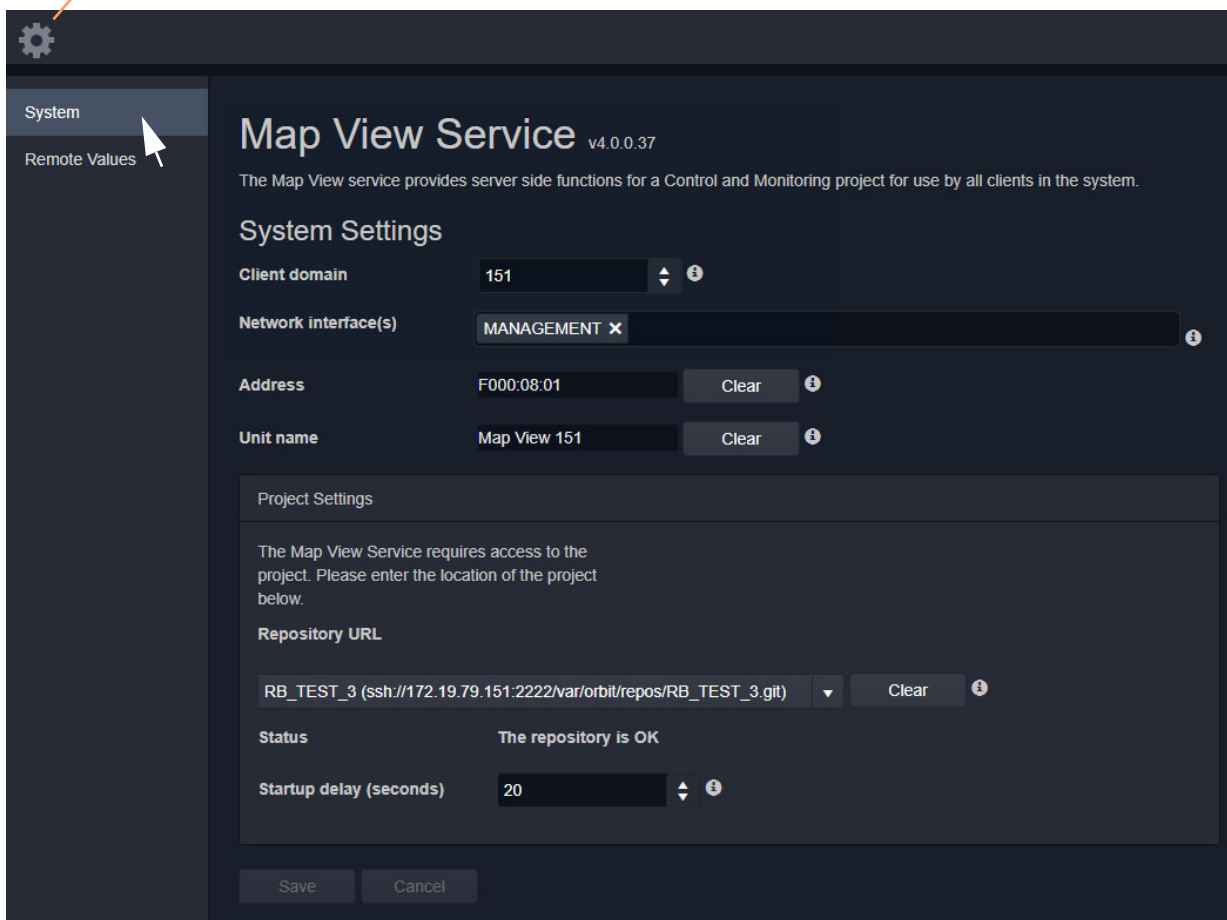 System
Remote Values
Map View Service v4.0.0.37
The Map View service provides server side functions for a Control and Monitoring project for use by all clients in the system.
System Settings
Client domain 151
Network interface(s) MANAGEMENT ×
Address F000:08:01 Clear
Unit name Map View 151 Clear
Project Settings
The Map View Service requires access to the
project. Please enter the location of the project
below.
Repository URL
RB_TEST_3 (ssh://172.19.79.151:2222/var/orbit/repos/RB_TEST_3.git) Clear
Status The repository is OK
Startup delay (seconds) 20
Save Cancel